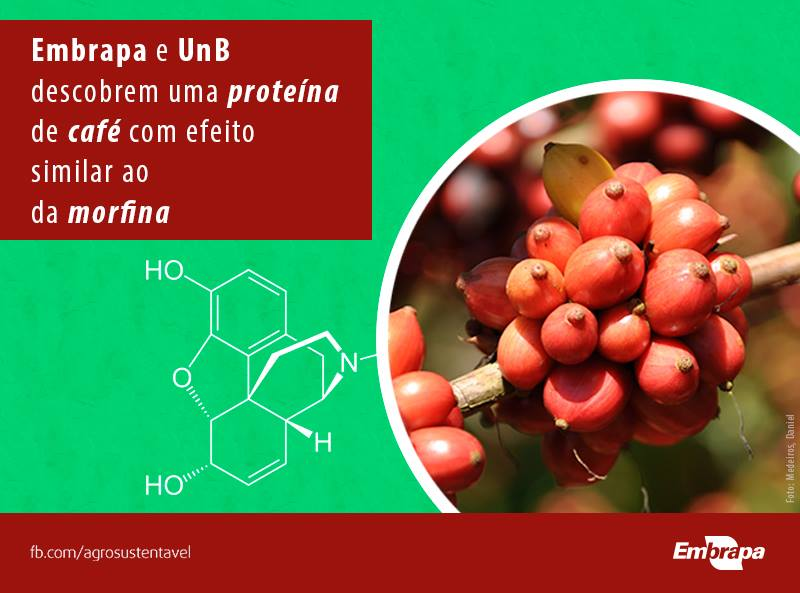 Embrapa e UnB
descobrem uma proteína
de café com efeito
similar ao
da morfina
HO
O
N
H
HO
Foto: Medeiros, Daniel
fb.com/agrosustentavel
Embrapa